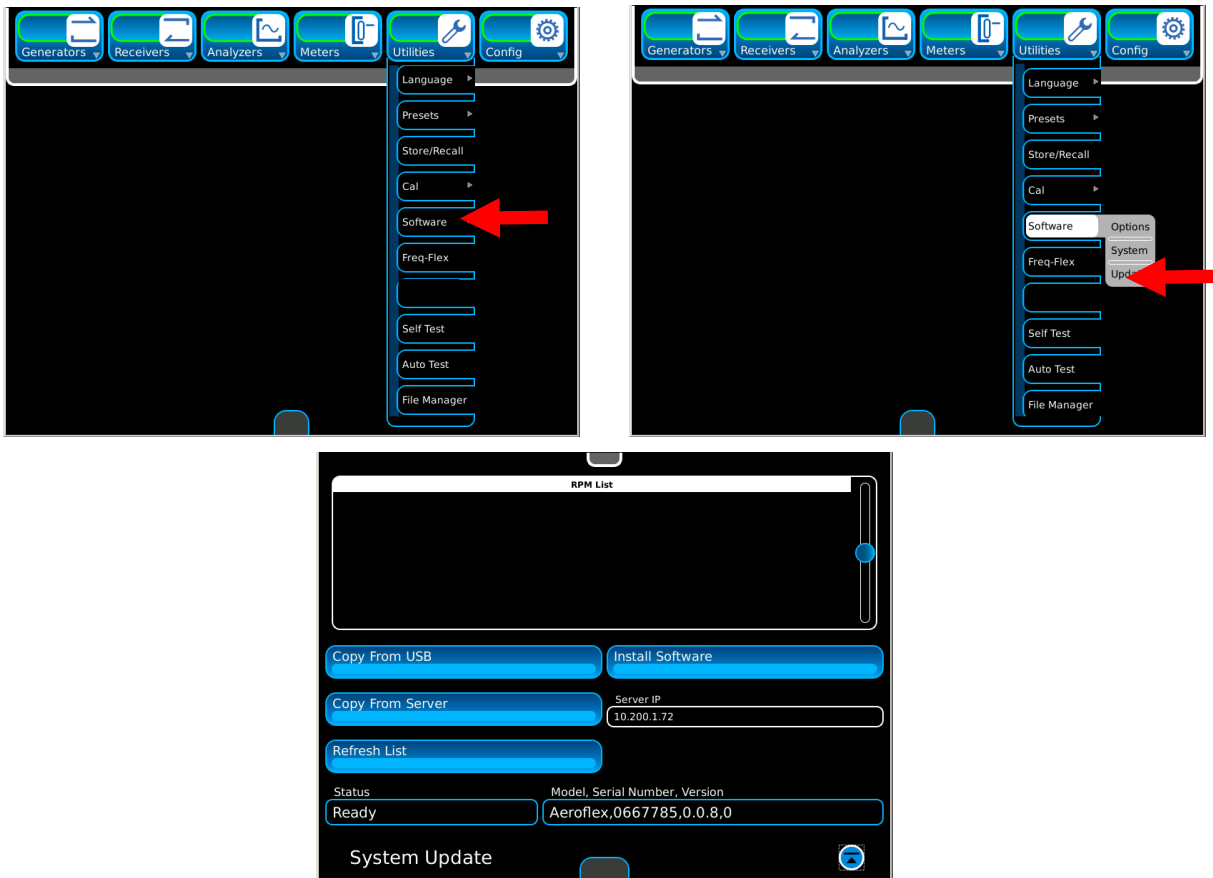 Generators Receivers Analyzers Meters Utilities Config
Language
Presets
Store/Recall
Cal
Software
Freq-Flex
Self Test
Auto Test
File Manager
Generators Receivers Analyzers Meters Utilities Config
Language
Presets
Store/Recall
Cal
Software Options
System
Freq-Flex
Self Test
Auto Test
File Manager
RPM List
Copy From USB Install Software
Copy From Server Server IP
10.200.1.72
Refresh List
Status Model, Serial Number, Version
Ready Aeroflex,0667785,0.0.8,0
System Update